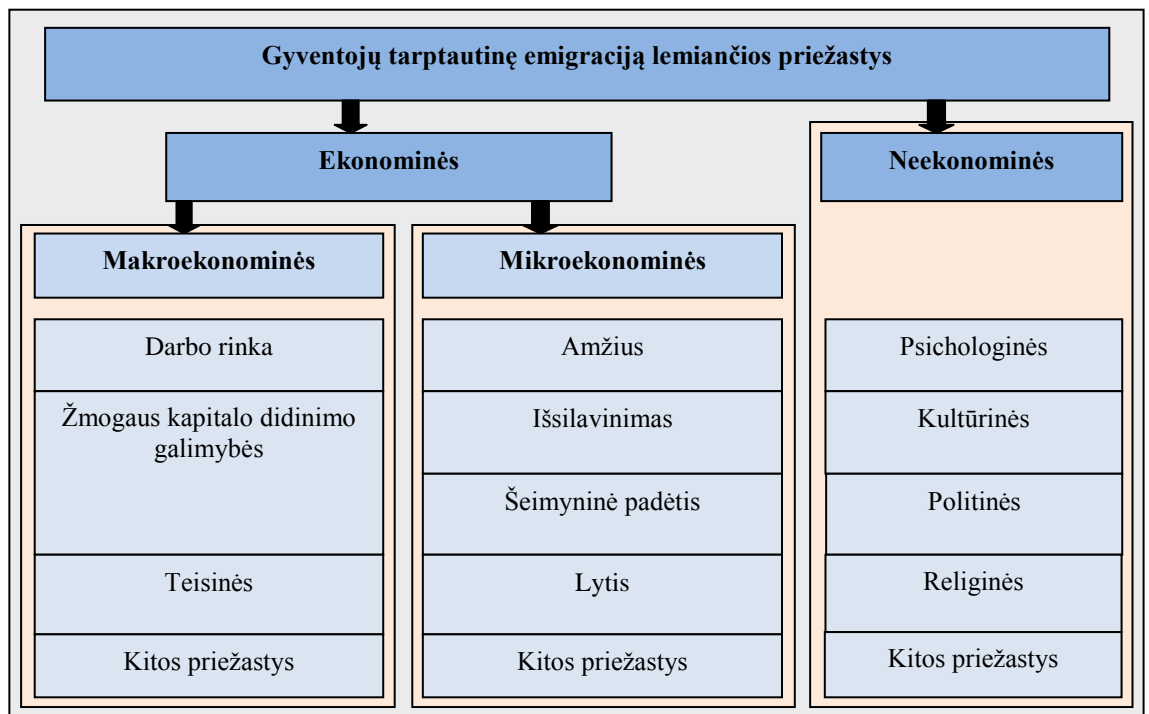 Gyventojų tarptautinę emigraciją lemiančios priežastys
Ekonominės
Neekonominės
Makroekonominės
Mikroekonominės
Darbo rinka
Žmogaus kapitalo didinimo
galimybės
Teisinės
Kitos priežastys
Amžius
Išsilavinimas
Šeimyninė padėtis
Lytis
Kitos priežastys
Psichologinės
Kultūrinės
Politinės
Religinės
Kitos priežastys